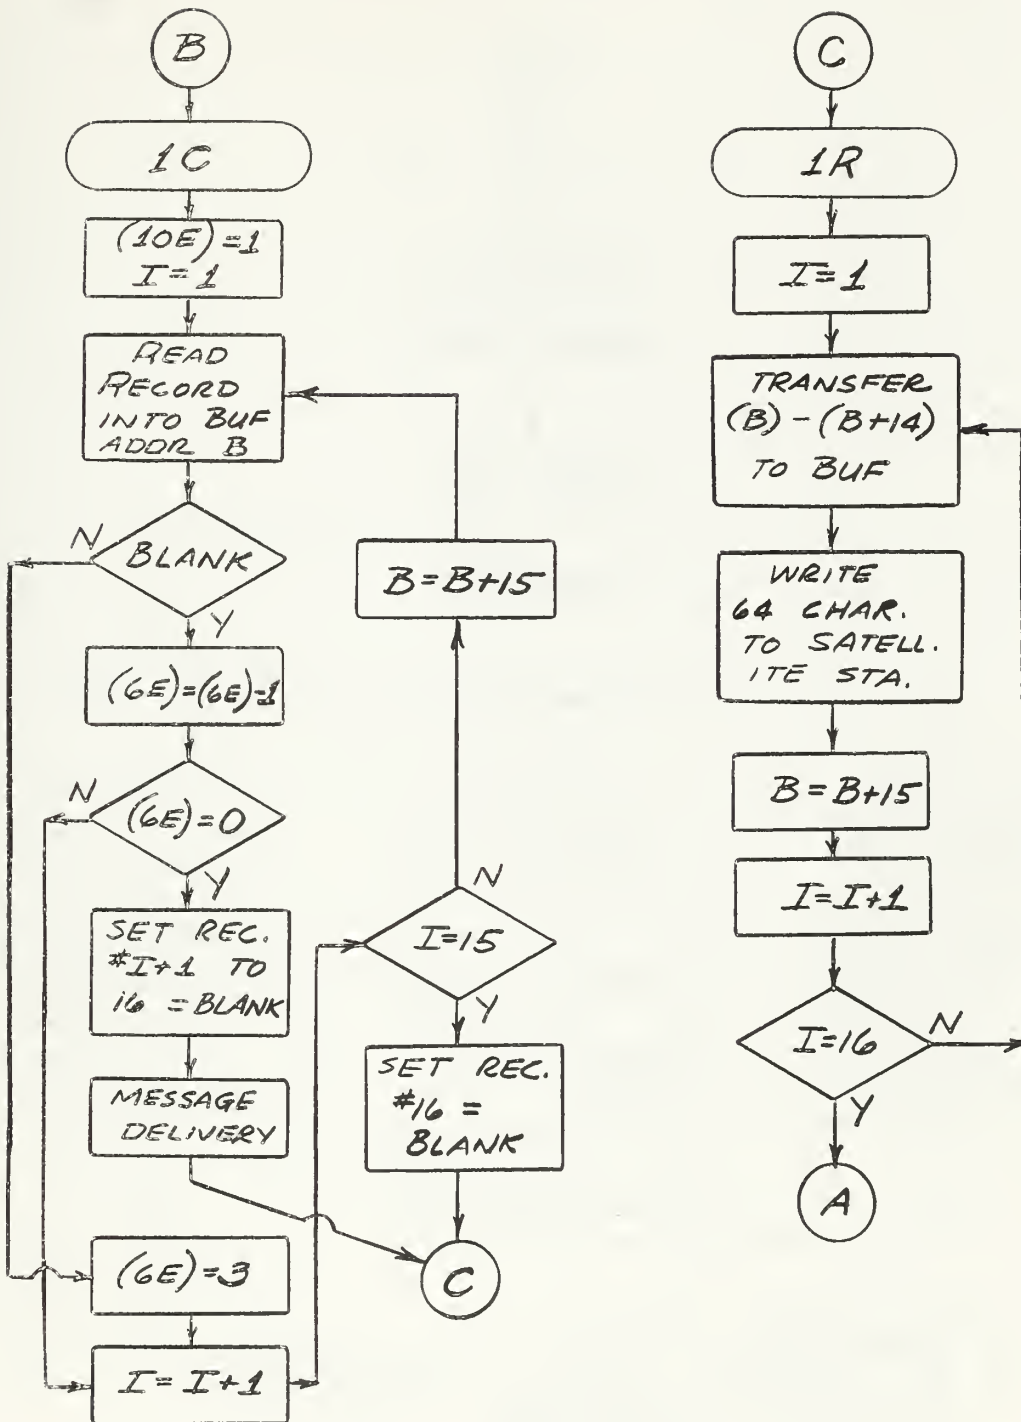 B
1C
(10E)=1
I=1
READ
RECORD
INTO BUF
ADDR B
BLANK
N
Y
(6E)=(6E)-1
(6E)=0
N
Y
SET REC.
#I+1 TO
16 = BLANK
MESSAGE
DELIVERY
(6E)=3
I=I+1
B=B+15
N
I=15
Y
SET REC.
#16 =
BLANK
C
C
1R
I=1
TRANSFER
(B)-(B+14)
TO BUF
WRITE
64 CHAR.
TO SATELL.
ITE STA.
B=B+15
I=I+1
I=16
N
Y
A